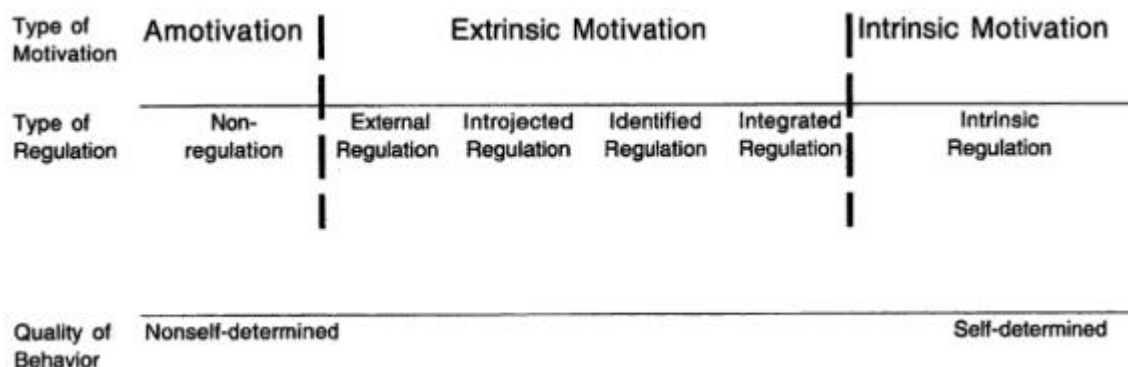 Type of Motivation Amotivation Extrinsic Motivation Intrinsic Motivation
Type of Regulation Non-regulation External Regulation Introjected Regulation Identified Regulation Integrated Regulation Intrinsic Regulation
Quality of Behavior Nonself-determined Self-determined